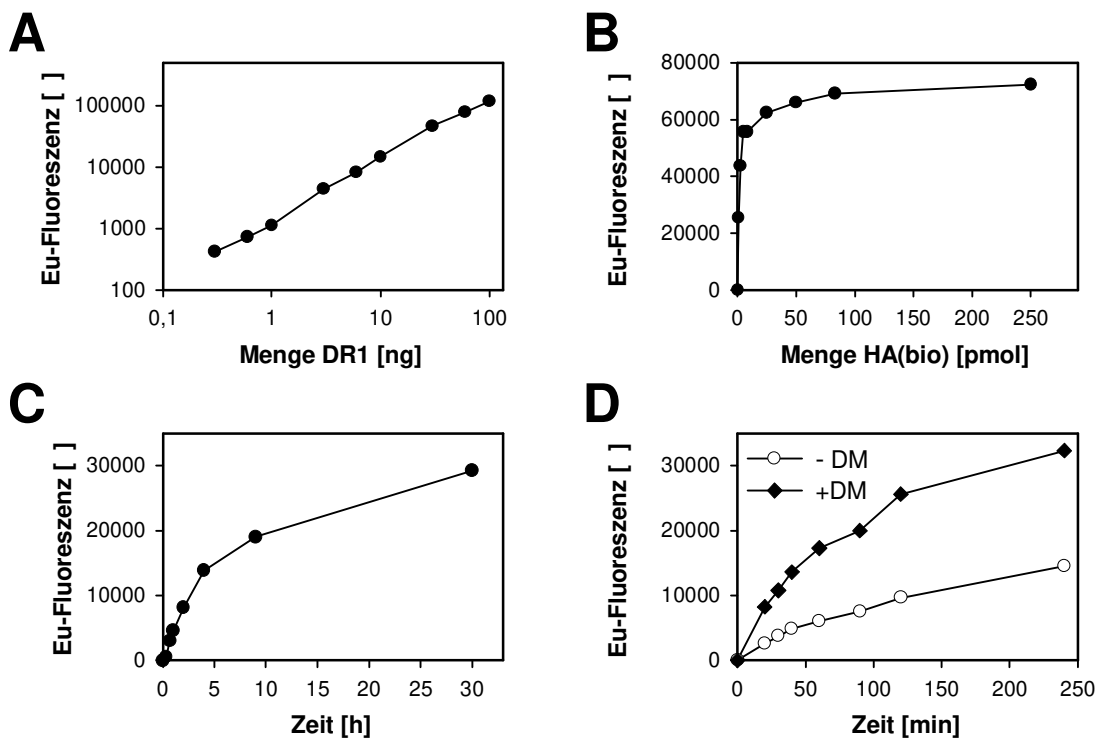 A
Eu-Fluoreszenz [ ]
100000
10000
1000
100
0,1 1 10 100
Menge DR1 [ng]
B
Eu-Fluoreszenz [ ]
80000
60000
40000
20000
0
0 50 100 150 200 250
Menge HA(bio) [pmol]
C
Eu-Fluoreszenz [ ]
30000
20000
10000
0
0 5 10 15 20 25 30
Zeit [h]
D
Eu-Fluoreszenz [ ]
30000
20000
10000
0
- DM
+DM
0 50 100 150 200 250
Zeit [min]